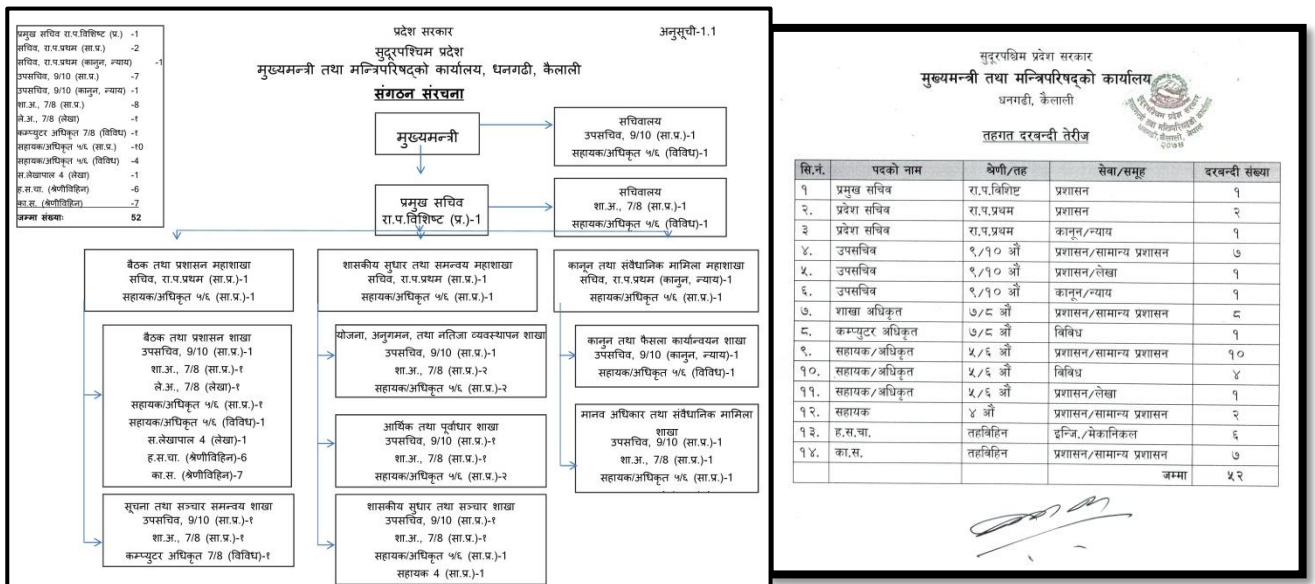 प्रमुख सचिव रा.प.विशिष्ट (प्र.) -1
सचिव, रा.प.प्रथम (सा.प्र.) -2
सचिव, रा.प.प्रथम (कानुन, न्याय) -1
उपसचिव, 9/10 (सा.प्र.) -7
उपसचिव, 9/10 (कानुन, न्याय) -1
शा.अ., 7/8 (सा.प्र.) -8
ले.अ., 7/8 (लेखा) -१
कम्प्युटर अधिकृत 7/8 (विविध) -१
सहायक/अधिकृत ५/६ (सा.प्र.) -१0
सहायक/अधिकृत ५/६ (विविध) -4
स.लेखापाल 4 (लेखा) -1
ह.स.चा. (श्रेणीविहिन) -6
का.स. (श्रेणीविहिन) -7
जम्मा संख्याः 52
प्रदेश सरकार
अनुसूची-1.1
सुदूरपश्चिम प्रदेश
मुख्यमन्त्री तथा मन्त्रिपरिषद्को कार्यालय, धनगढी, कैलाली
संगठन संरचना
मुख्यमन्त्री
सचिवालय
उपसचिव, 9/10 (सा.प्र.)-1
सहायक/अधिकृत ५/६ (विविध)-1
प्रमुख सचिव
रा.प.विशिष्ट (प्र.)-1
सचिवालय
शा.अ., 7/8 (सा.प्र.)-1
सहायक/अधिकृत ५/६ (विविध)-1
बैठक तथा प्रशासन महाशाखा
सचिव, रा.प.प्रथम (सा.प्र.)-1
सहायक/अधिकृत ५/६ (सा.प्र.)-1
शासकीय सुधार तथा समन्वय महाशाखा
सचिव, रा.प.प्रथम (सा.प्र.)-1
सहायक/अधिकृत ५/६ (सा.प्र.)-1
कानुन तथा संवैधानिक मामिला महाशाखा
सचिव, रा.प.प्रथम (कानुन, न्याय)-1
सहायक/अधिकृत ५/६ (सा.प्र.)-1
बैठक तथा प्रशासन शाखा
उपसचिव, 9/10 (सा.प्र.)-1
शा.अ., 7/8 (सा.प्र.)-१
ले.अ., 7/8 (लेखा)-१
सहायक/अधिकृत ५/६ (सा.प्र.)-१
सहायक/अधिकृत ५/६ (विविध)-1
स.लेखापाल 4 (लेखा)-1
ह.स.चा. (श्रेणीविहिन)-6
का.स. (श्रेणीविहिन)-7
योजना, अनुगमन, तथा नतिजा व्यवस्थापन शाखा
उपसचिव, 9/10 (सा.प्र.)-1
शा.अ., 7/8 (सा.प्र.)-२
सहायक/अधिकृत ५/६ (सा.प्र.)-२
कानुन तथा फैसला कार्यान्वयन शाखा
उपसचिव, 9/10 (कानुन, न्याय)-1
सहायक/अधिकृत ५/६ (विविध)-1
आर्थिक तथा पूर्वाधार शाखा
उपसचिव, 9/10 (सा.प्र.)-१
शा.अ., 7/8 (सा.प्र.)-१
सहायक/अधिकृत ५/६ (सा.प्र.)-२
मानव अधिकार तथा संवैधानिक मामिला
शाखा
उपसचिव, 9/10 (सा.प्र.)-1
शा.अ., 7/8 (सा.प्र.)-1
सहायक/अधिकृत ५/६ (सा.प्र.)-1
सूचना तथा सञ्चार समन्वय शाखा
उपसचिव, 9/10 (सा.प्र.)-१
शा.अ., 7/8 (सा.प्र.)-१
कम्प्युटर अधिकृत 7/8 (विविध)-१
शासकीय सुधार तथा सञ्चार शाखा
उपसचिव, 9/10 (सा.प्र.)-१
शा.अ., 7/8 (सा.प्र.)-१
सहायक/अधिकृत ५/६ (सा.प्र.)-1
सहायक 4 (सा.प्र.)-1
सुदूरपश्चिम प्रदेश सरकार
मुख्यमन्त्री तथा मन्त्रिपरिषद्को कार्यालय
धनगढी, कैलाली
तहगत दरबन्दी तेरीज
सि.नं. पदको नाम श्रेणी/तह सेवा/समूह दरबन्दी संख्या
१ प्रमुख सचिव रा.प.विशिष्ट प्रशासन १
२. प्रदेश सचिव रा.प.प्रथम प्रशासन २
३ प्रदेश सचिव रा.प.प्रथम कानुन/न्याय १
४. उपसचिव ९/१० औं प्रशासन/सामान्य प्रशासन ७
५. उपसचिव ९/१० औं प्रशासन/लेखा १
६. उपसचिव ९/१० औं कानून/न्याय १
७. शाखा अधिकृत ७/८ औं प्रशासन/सामान्य प्रशासन ८
८. कम्प्युटर अधिकृत ७/८ औं विविध १
९. सहायक/अधिकृत ५/६ औं प्रशासन/सामान्य प्रशासन १०
१०. सहायक/अधिकृत ५/६ औं विविध ४
११. सहायक/अधिकृत ५/६ औं प्रशासन/लेखा १
१२. सहायक ४ औं प्रशासन/सामान्य प्रशासन २
१३. ह.स.चा. तहबिहिन इन्जि./मेकानिकल ६
१४. का.स. तहबिहिन प्रशासन/सामान्य प्रशासन ७
जम्मा ५२